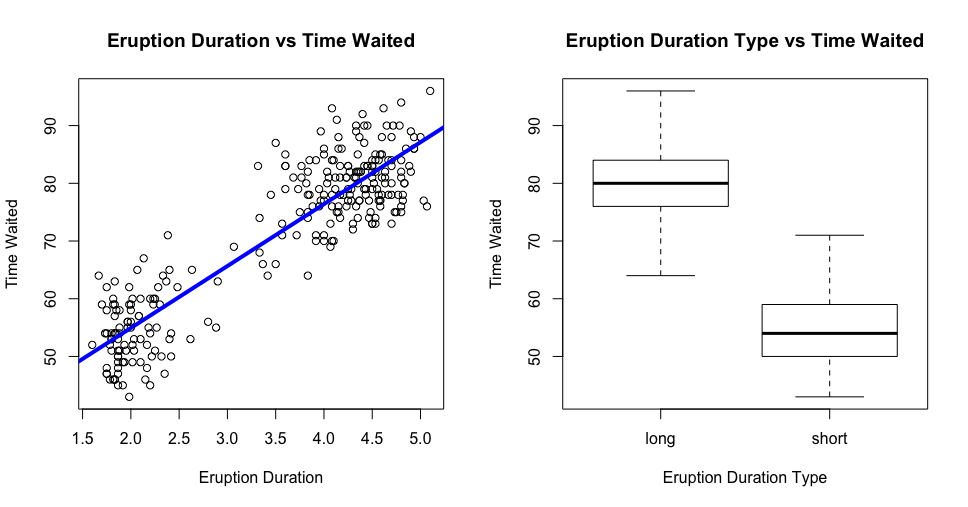 Eruption Duration vs Time Waited
Time Waited
90
80
70
60
50
1.5 2.0 2.5 3.0 3.5 4.0 4.5 5.0
Eruption Duration
Eruption Duration Type vs Time Waited
Time Waited
90
80
70
60
50
long short
Eruption Duration Type